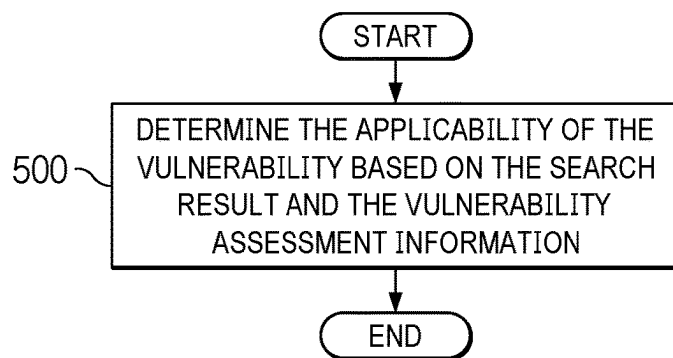 START
500
DETERMINE THE APPLICABILITY OF THE
VULNERABILITY BASED ON THE SEARCH
RESULT AND THE VULNERABILITY
ASSESSMENT INFORMATION
END